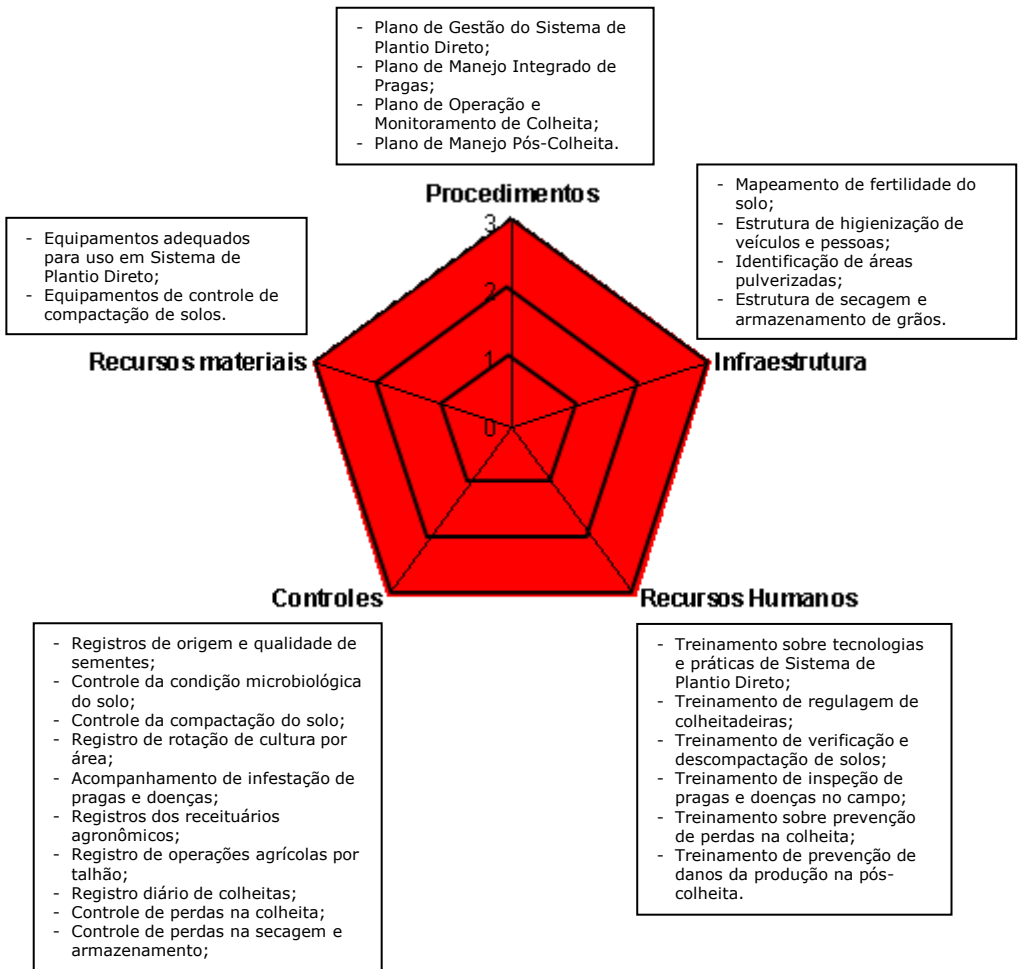 - Plano de Gestão do Sistema de
Plantio Direto;
- Plano de Manejo Integrado de
Pragas;
- Plano de Operação e
Monitoramento de Colheita;
- Plano de Manejo Pós-Colheita.
Procedimentos
- Mapeamento de fertilidade do
solo;
- Estrutura de higienização de
veículos e pessoas;
- Identificação de áreas
pulverizadas;
- Estrutura de secagem e
armazenamento de grãos.
Infraestrutura
- Equipamentos adequados
para uso em Sistema de
Plantio Direto;
- Equipamentos de controle de
compactação de solos.
Recursos materiais
3
2
1
0
Controles
- Registros de origem e qualidade de
sementes;
- Controle da condição microbiológica
do solo;
- Controle da compactação do solo;
- Registro de rotação de cultura por
área;
- Acompanhamento de infestação de
pragas e doenças;
- Registros dos receituários
agronômicos;
- Registro de operações agrícolas por
talhão;
- Registro diário de colheitas;
- Controle de perdas na colheita;
- Controle de perdas na secagem e
armazenamento;
Recursos Humanos
- Treinamento sobre tecnologias
e práticas de Sistema de
Plantio Direto;
- Treinamento de regulagem de
colheitadeiras;
- Treinamento de verificação e
descompactação de solos;
- Treinamento de inspeção de
pragas e doenças no campo;
- Treinamento sobre prevenção
de perdas na colheita;
- Treinamento de prevenção de
danos da produção na pós-
colheita.